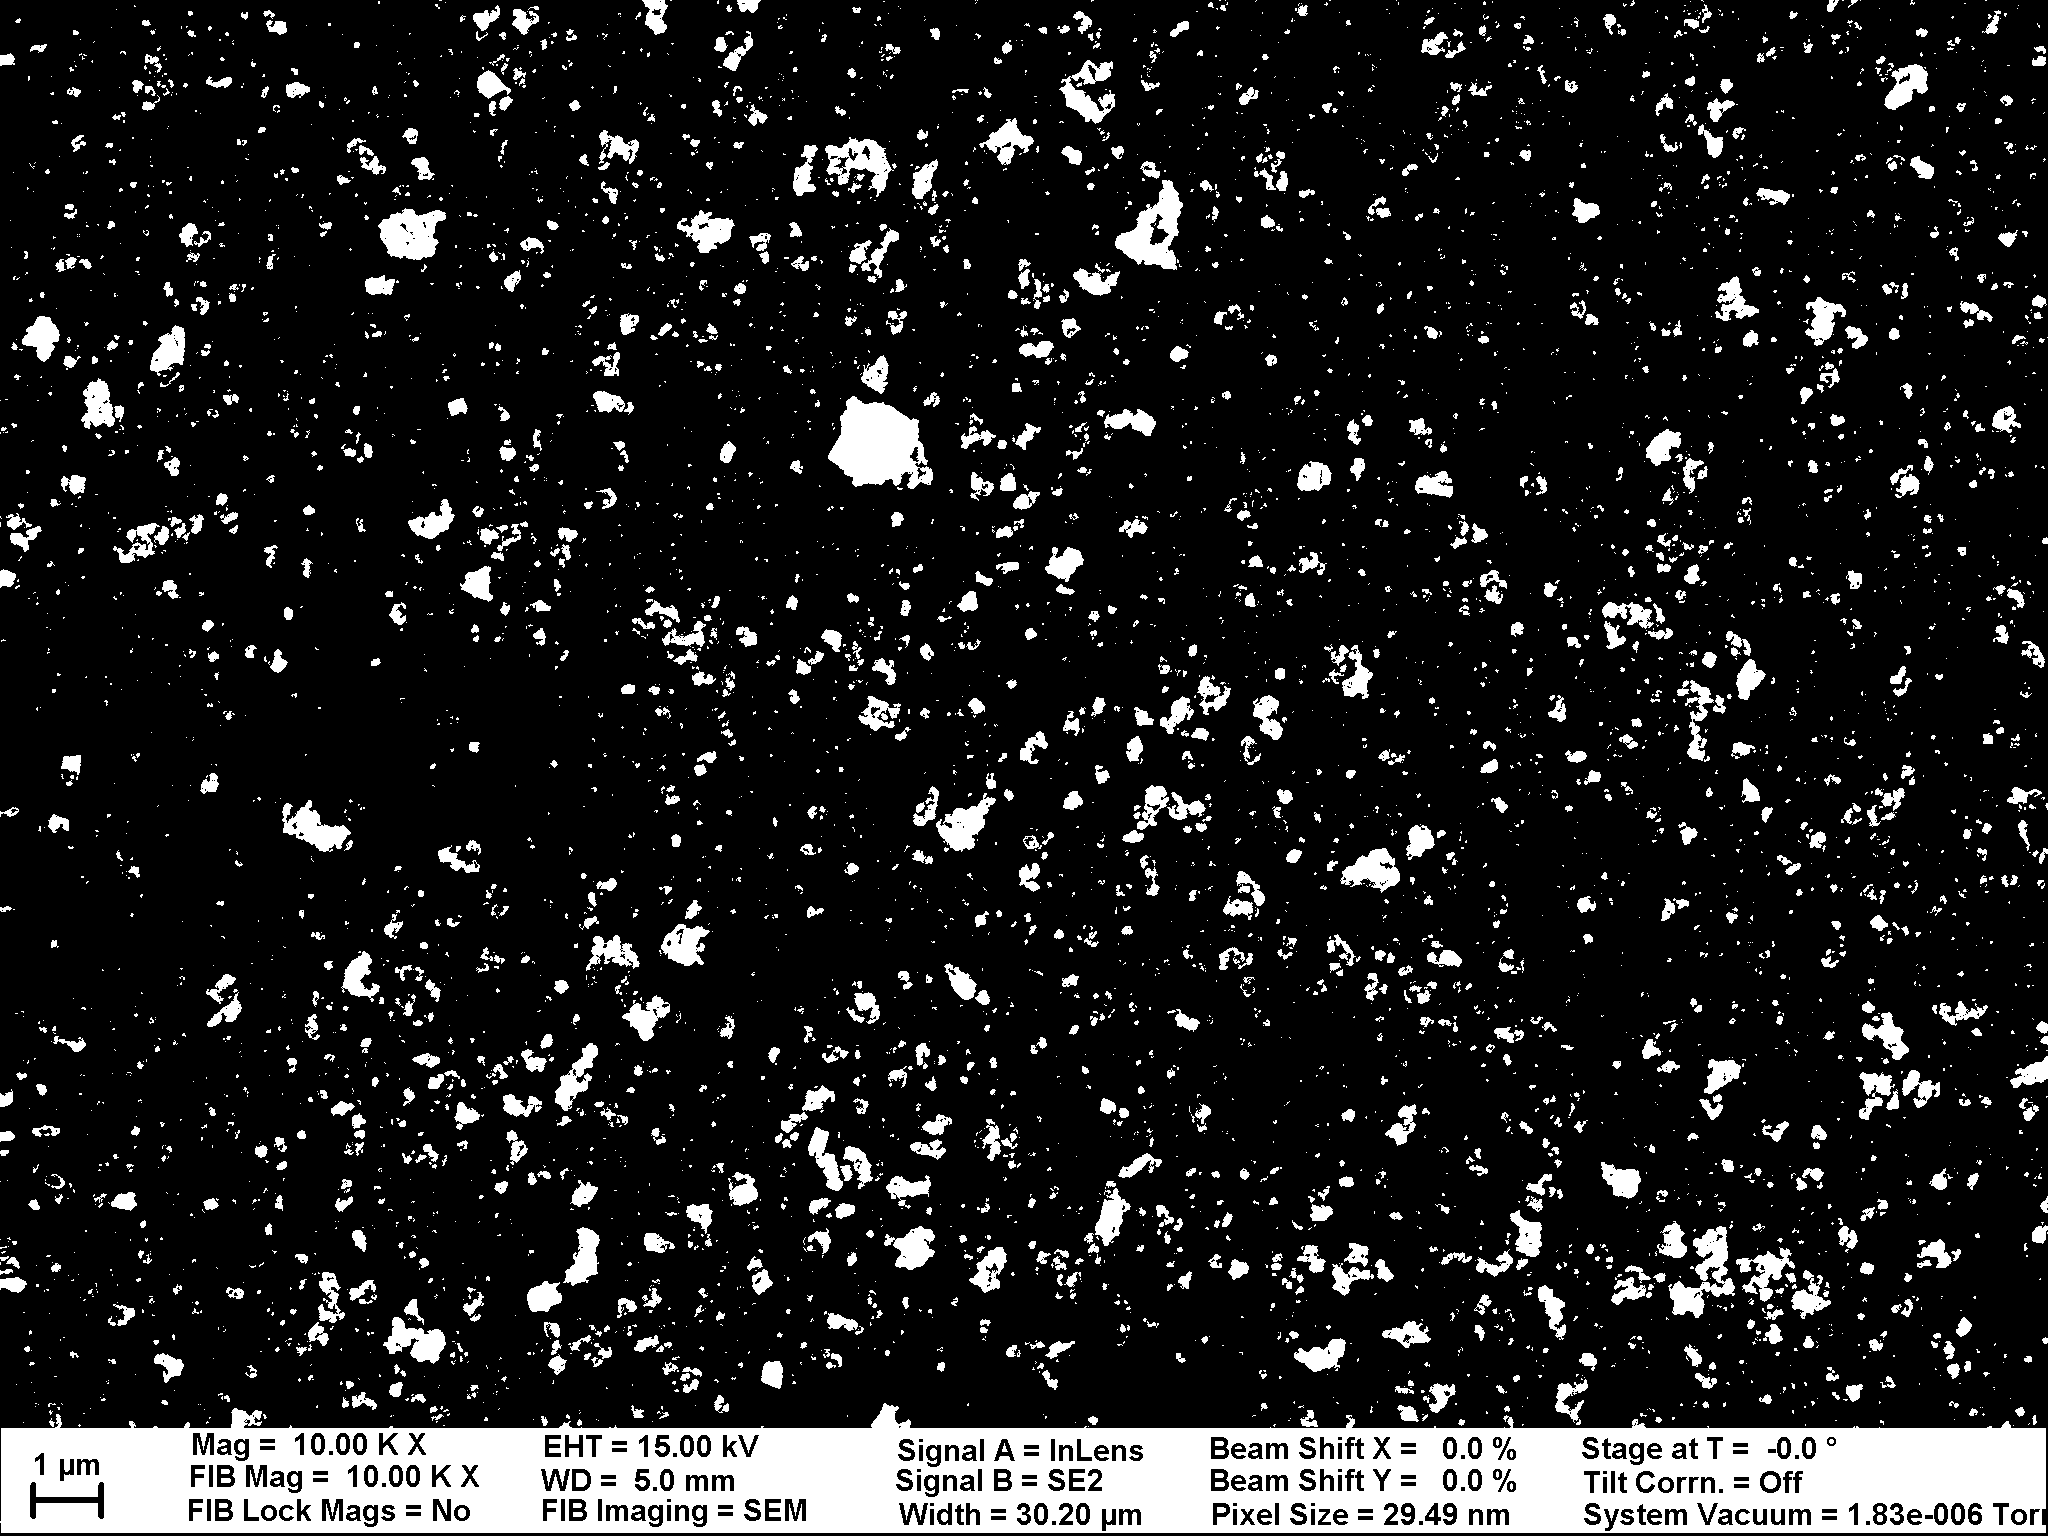 1 µm
Mag = 10.00 K X
FIB Mag = 10.00 K X
FIB Lock Mags = No
EHT = 15.00 kV
WD = 5.0 mm
FIB Imaging = SEM
Signal A = InLens
Signal B = SE2
Width = 30.20 µm
Beam Shift X = 0.0 %
Beam Shift Y = 0.0 %
Pixel Size = 29.49 nm
Stage at T = -0.0 °
Tilt Corrn. = Off
System Vacuum = 1.83e-006 Torr